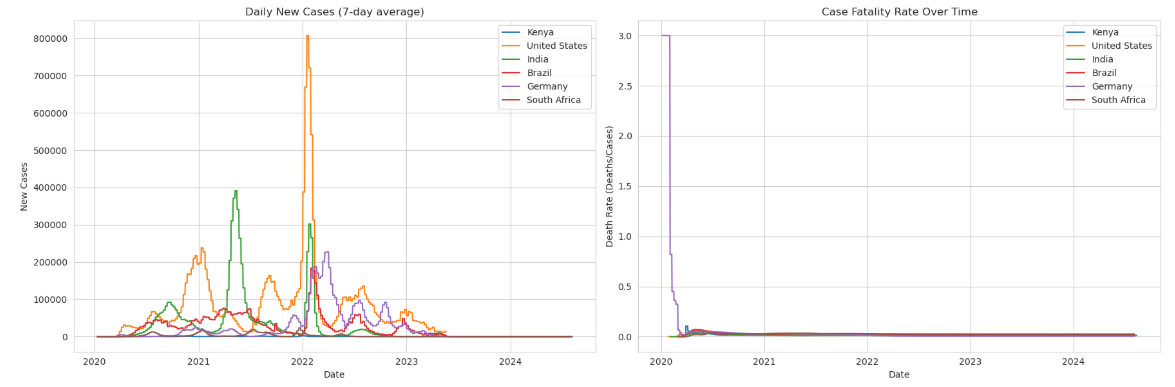 Daily New Cases (7-day average)
Kenya
United States
India
Brazil
Germany
South Africa
800000
700000
600000
500000
400000
300000
200000
100000
0
New Cases
2020
2021
2022
2023
2024
Date
Case Fatality Rate Over Time
Kenya
United States
India
Brazil
Germany
South Africa
3.0
2.5
2.0
1.5
1.0
0.5
0.0
Death Rate (Deaths/Cases)
2020
2021
2022
2023
2024
Date